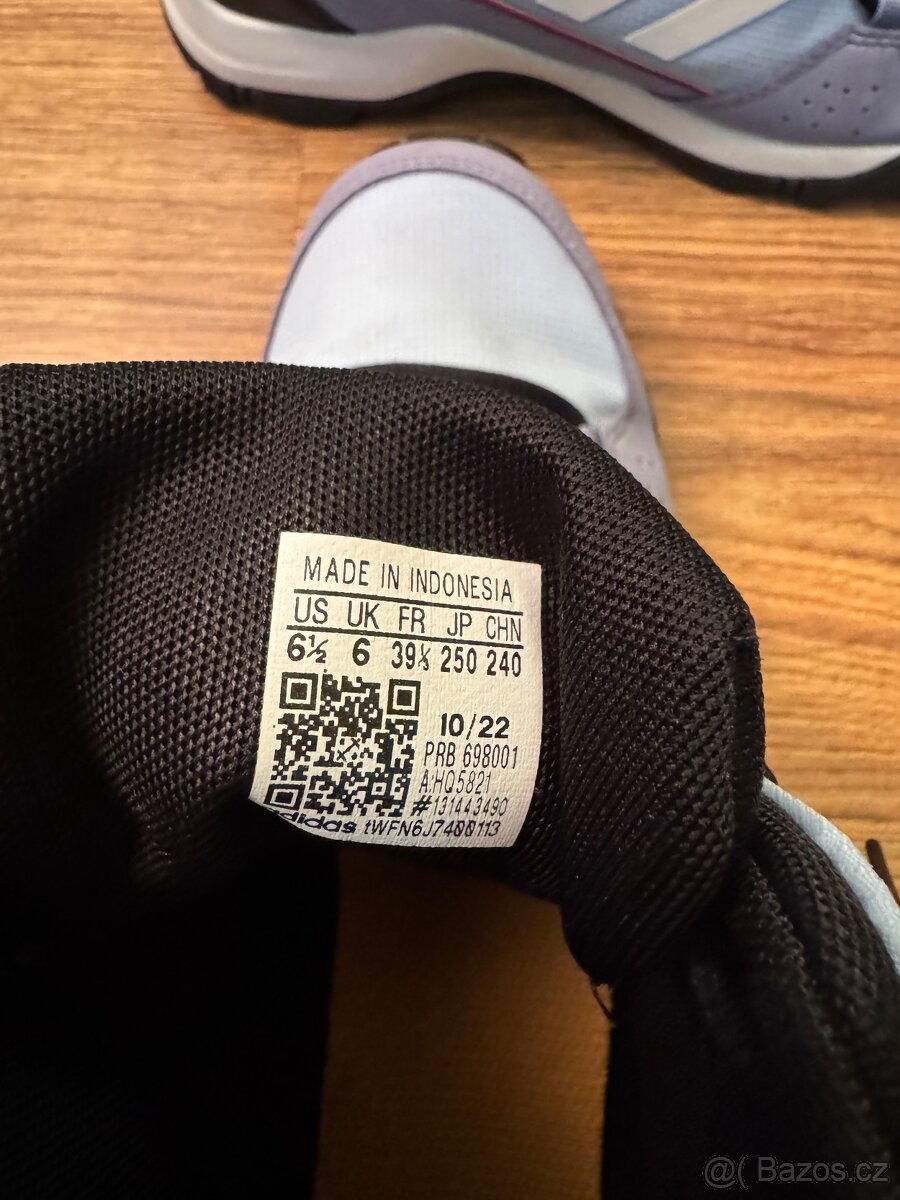 MADE IN INDONESIA
US UK FR JP CHN
6½ 6 39⅓ 250 240
10/22
PRB 698001
A:HQ5821
#131443490
adidas tWFN6J7400113
@( Bazos.cz